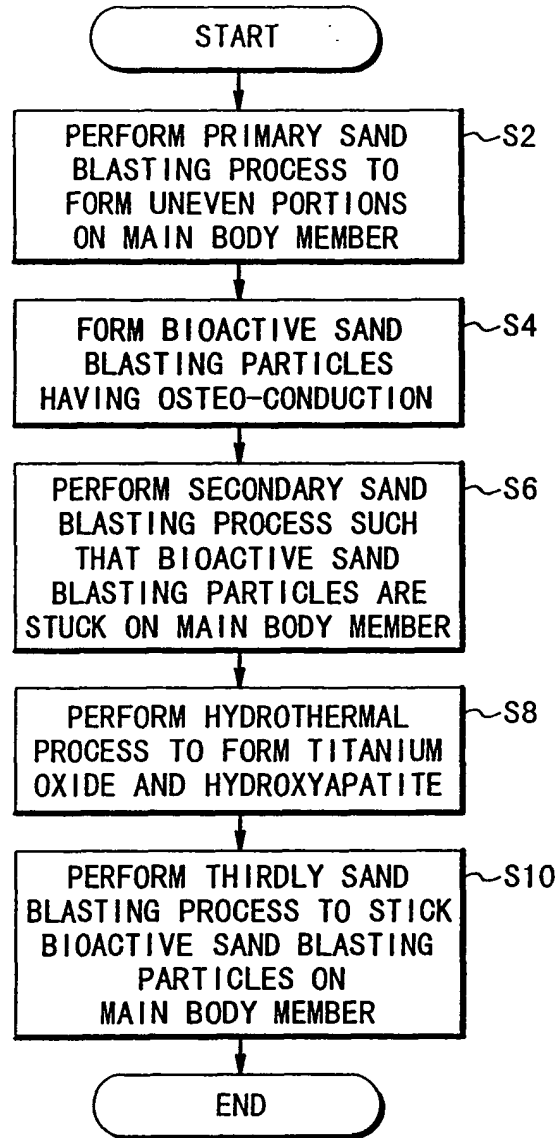 START
PERFORM PRIMARY SAND
BLASTING PROCESS TO
FORM UNEVEN PORTIONS
ON MAIN BODY MEMBER
S2
FORM BIOACTIVE SAND
BLASTING PARTICLES
HAVING OSTEO-CONDUCTION
S4
PERFORM SECONDARY SAND
BLASTING PROCESS SUCH
THAT BIOACTIVE SAND
BLASTING PARTICLES ARE
STUCK ON MAIN BODY MEMBER
S6
PERFORM HYDROTHERMAL
PROCESS TO FORM TITANIUM
OXIDE AND HYDROXYAPATITE
S8
PERFORM THIRDLY SAND
BLASTING PROCESS TO STICK
BIOACTIVE SAND BLASTING
PARTICLES ON
MAIN BODY MEMBER
S10
END